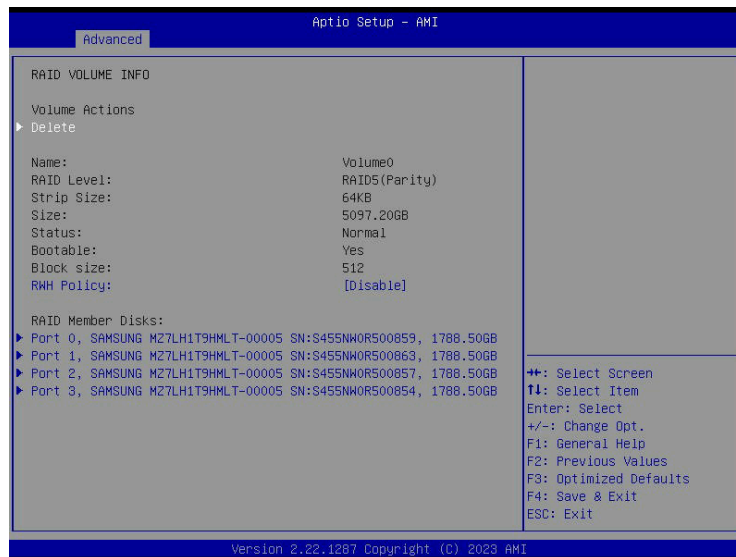 Aptio Setup - AMI
Advanced
RAID VOLUME INFO
Volume Actions
Delete
Name: Volume0
RAID Level: RAID5(Parity)
Strip Size: 64KB
Size: 5097.20GB
Status: Normal
Bootable: Yes
Block size: 512
RWH Policy: [Disable]
RAID Member Disks:
Port 0, SAMSUNG MZ7LH1T9HMLT-00005 SN:S455NW0R500859, 1788.50GB
Port 1, SAMSUNG MZ7LH1T9HMLT-00005 SN:S455NW0R500863, 1788.50GB
Port 2, SAMSUNG MZ7LH1T9HMLT-00005 SN:S455NW0R500857, 1788.50GB
Port 3, SAMSUNG MZ7LH1T9HMLT-00005 SN:S455NW0R500854, 1788.50GB
→←: Select Screen
↑↓: Select Item
Enter: Select
+/-: Change Opt.
F1: General Help
F2: Previous Values
F3: Optimized Defaults
F4: Save & Exit
ESC: Exit
Version 2.22.1287 Copyright (C) 2023 AMI